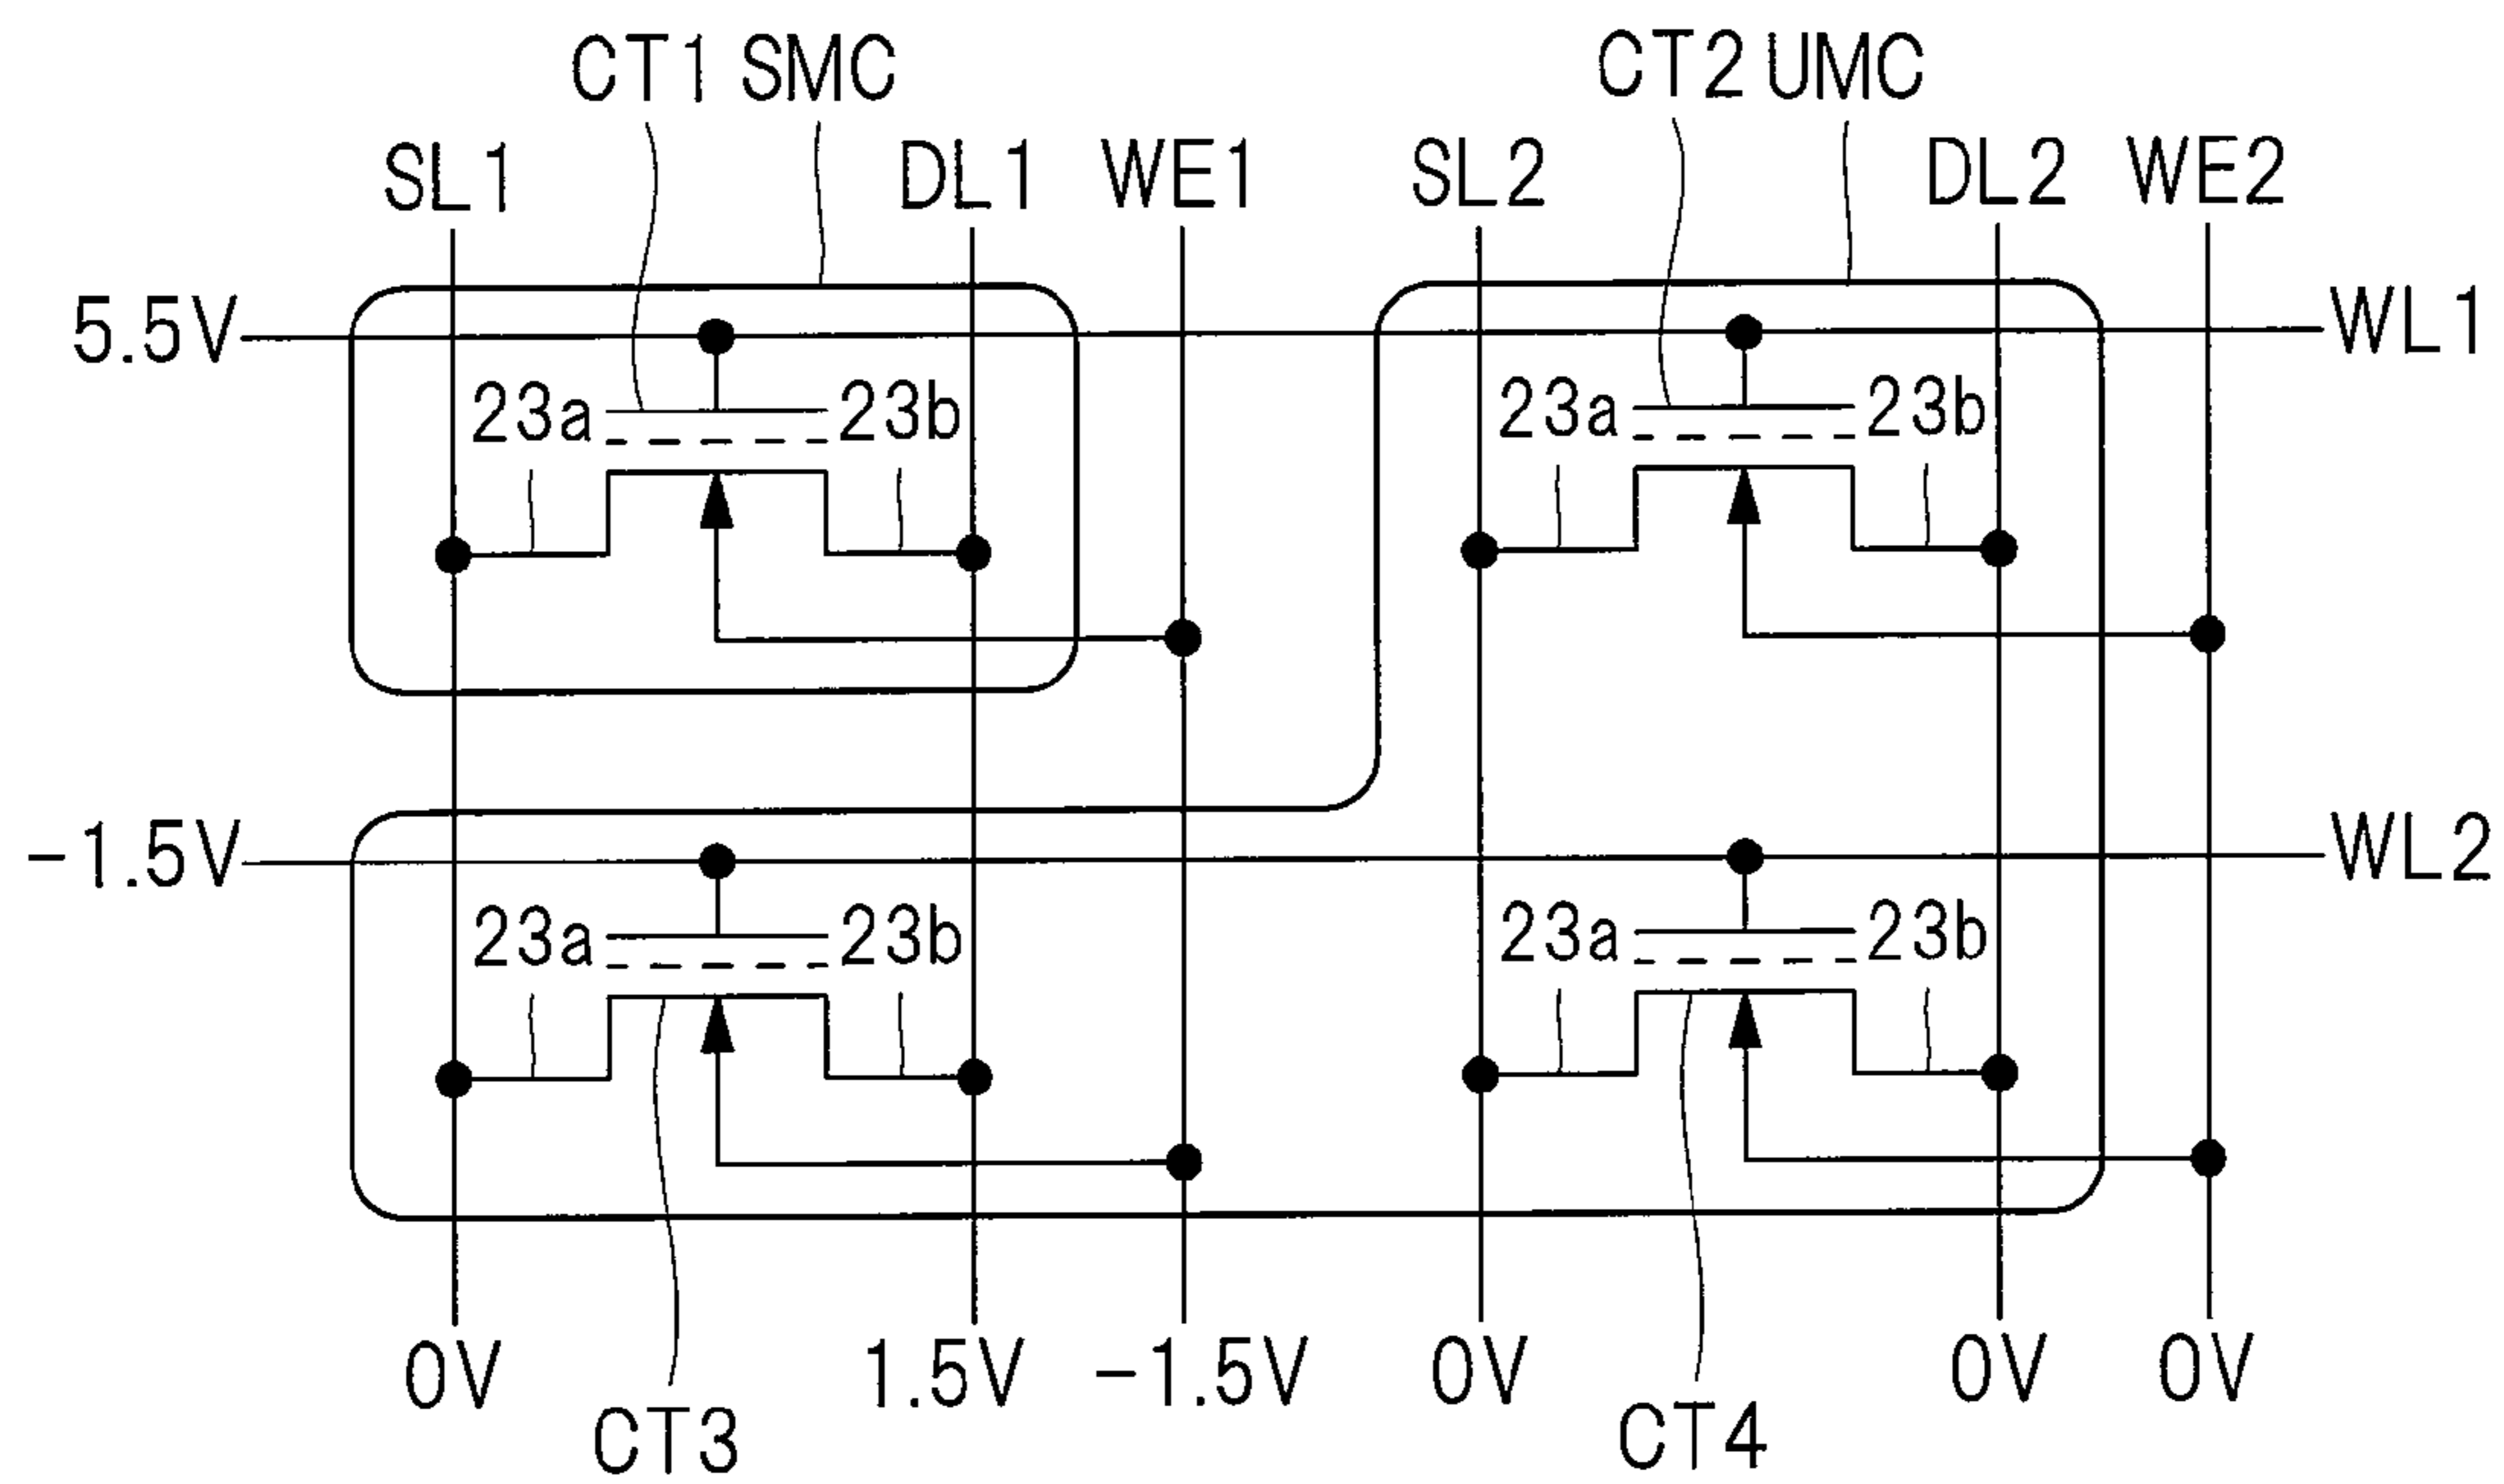 CT1 SMC CT2 UMC
SL1 DL1 WE1 SL2 DL2 WE2
5.5V WL1
23a 23b 23a 23b
-1.5V WL2
23a 23b 23a 23b
0V 1.5V -1.5V 0V 0V 0V
CT3 CT4